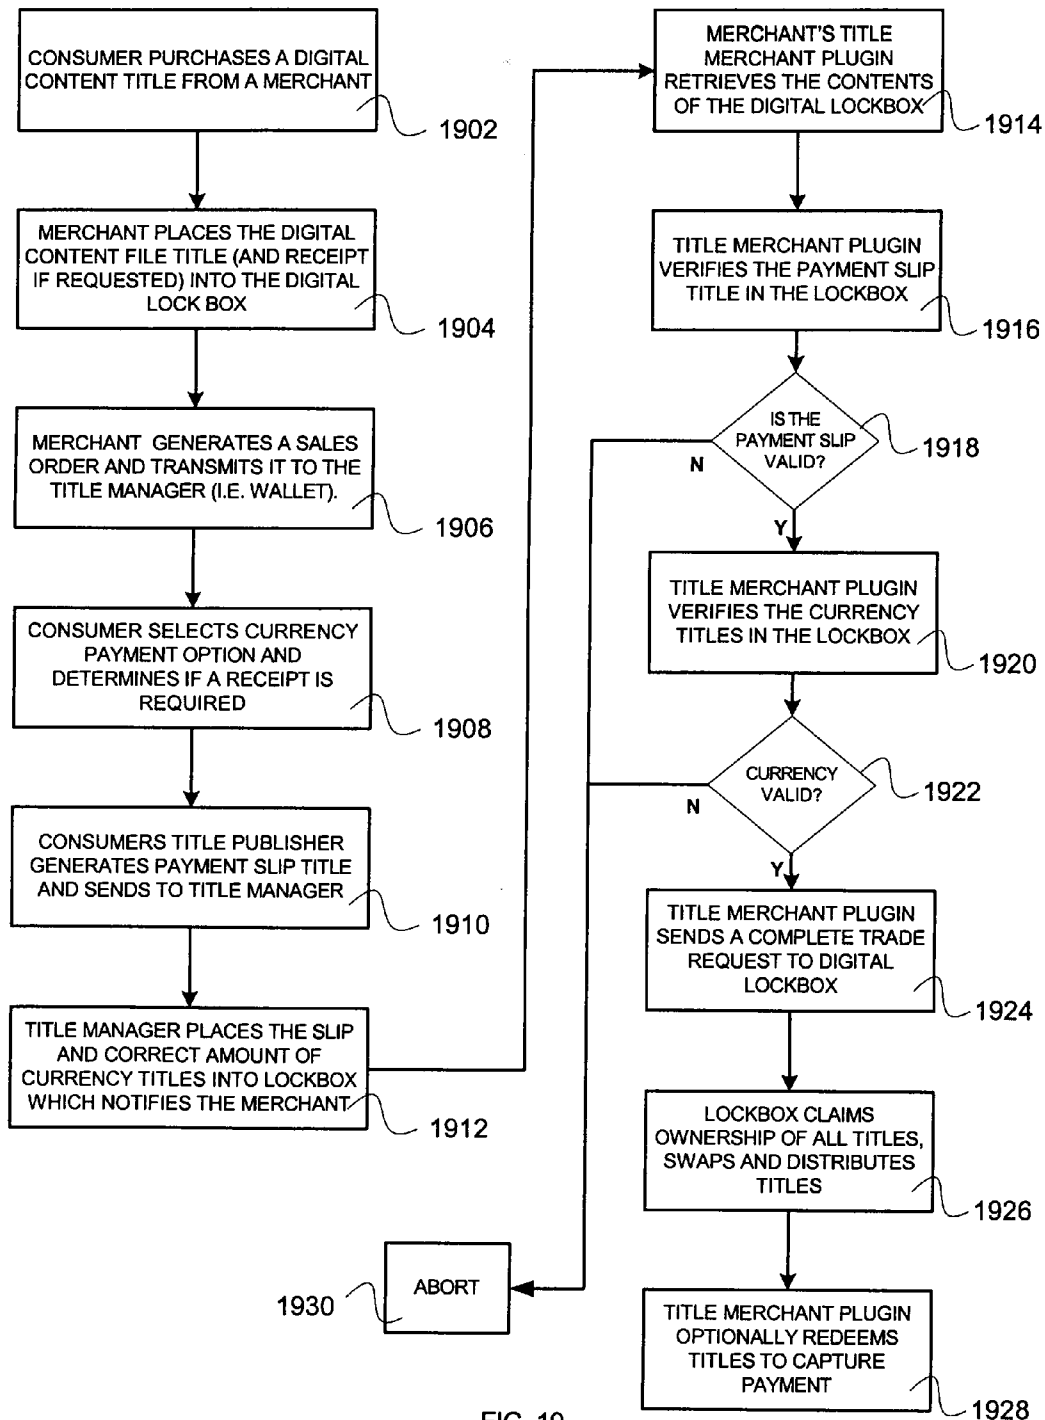 CONSUMER PURCHASES A DIGITAL
CONTENT TITLE FROM A MERCHANT
1902
MERCHANT PLACES THE DIGITAL
CONTENT FILE TITLE (AND RECEIPT
IF REQUESTED) INTO THE DIGITAL
LOCK BOX
1904
MERCHANT GENERATES A SALES
ORDER AND TRANSMITS IT TO THE
TITLE MANAGER (I.E. WALLET).
1906
CONSUMER SELECTS CURRENCY
PAYMENT OPTION AND
DETERMINES IF A RECEIPT IS
REQUIRED
1908
CONSUMERS TITLE PUBLISHER
GENERATES PAYMENT SLIP TITLE
AND SENDS TO TITLE MANAGER
1910
TITLE MANAGER PLACES THE SLIP
AND CORRECT AMOUNT OF
CURRENCY TITLES INTO LOCKBOX
WHICH NOTIFIES THE MERCHANT
1912
MERCHANT'S TITLE
MERCHANT PLUGIN
RETRIEVES THE CONTENTS
OF THE DIGITAL LOCKBOX
1914
TITLE MERCHANT PLUGIN
VERIFIES THE PAYMENT SLIP
TITLE IN THE LOCKBOX
1916
IS THE
PAYMENT SLIP
VALID?
1918
N
Y
TITLE MERCHANT PLUGIN
VERIFIES THE CURRENCY
TITLES IN THE LOCKBOX
1920
CURRENCY
VALID?
1922
N
Y
TITLE MERCHANT PLUGIN
SENDS A COMPLETE TRADE
REQUEST TO DIGITAL
LOCKBOX
1924
LOCKBOX CLAIMS
OWNERSHIP OF ALL TITLES,
SWAPS AND DISTRIBUTES
TITLES
1926
ABORT
1930
TITLE MERCHANT PLUGIN
OPTIONALLY REDEEMS
TITLES TO CAPTURE
PAYMENT
1928
FIG. 19